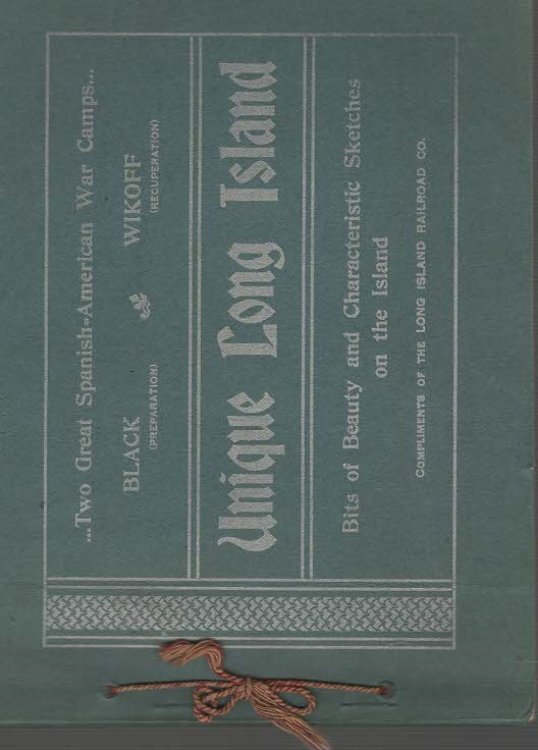 ...Two Great Spanish-American War Camps...
BLACK WIKOFF
(PREPARATION) (RECUPERATION)
Unique Long Island
Bits of Beauty and Characteristic Sketches
on the Island
COMPLIMENTS OF THE LONG ISLAND RAILROAD CO.